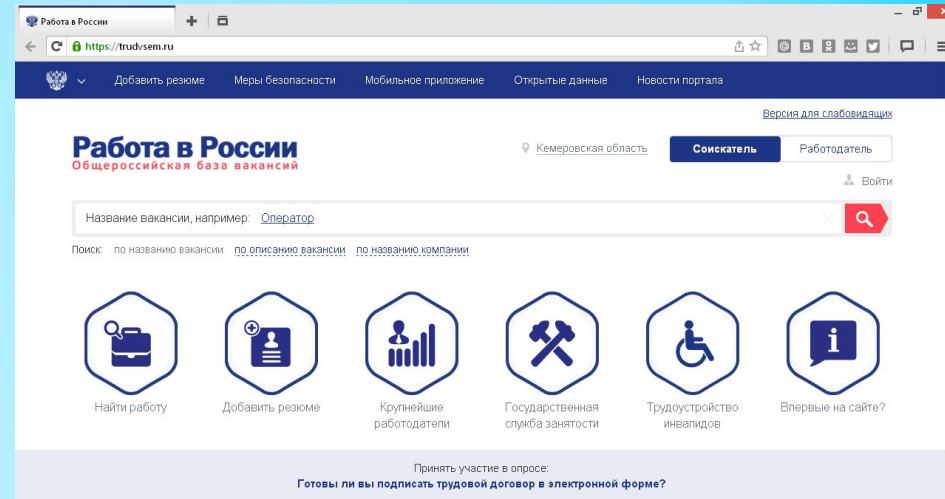 Работа в России
https://trudvsem.ru
Добавить резюме Меры безопасности Мобильное приложение Открытые данные Новости портала
Версия для слабовидящих
Работа в России
Общероссийская база вакансий
Кемеровская область Соискатель Работодатель
Войти
Название вакансии, например: Оператор
Поиск: по названию вакансии по описанию вакансии по названию компании
Найти работу Добавить резюме Крупнейшие работодатели Государственная служба занятости Трудоустройство инвалидов Впервые на сайте?
Принять участие в опросе:
Готовы ли вы подписать трудовой договор в электронной форме?